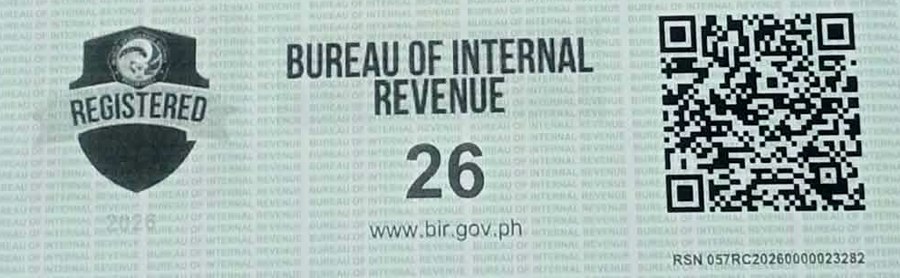 REGISTERED
2026
BUREAU OF INTERNAL
REVENUE
26
www.bir.gov.ph
RSN 057RC20260000023282